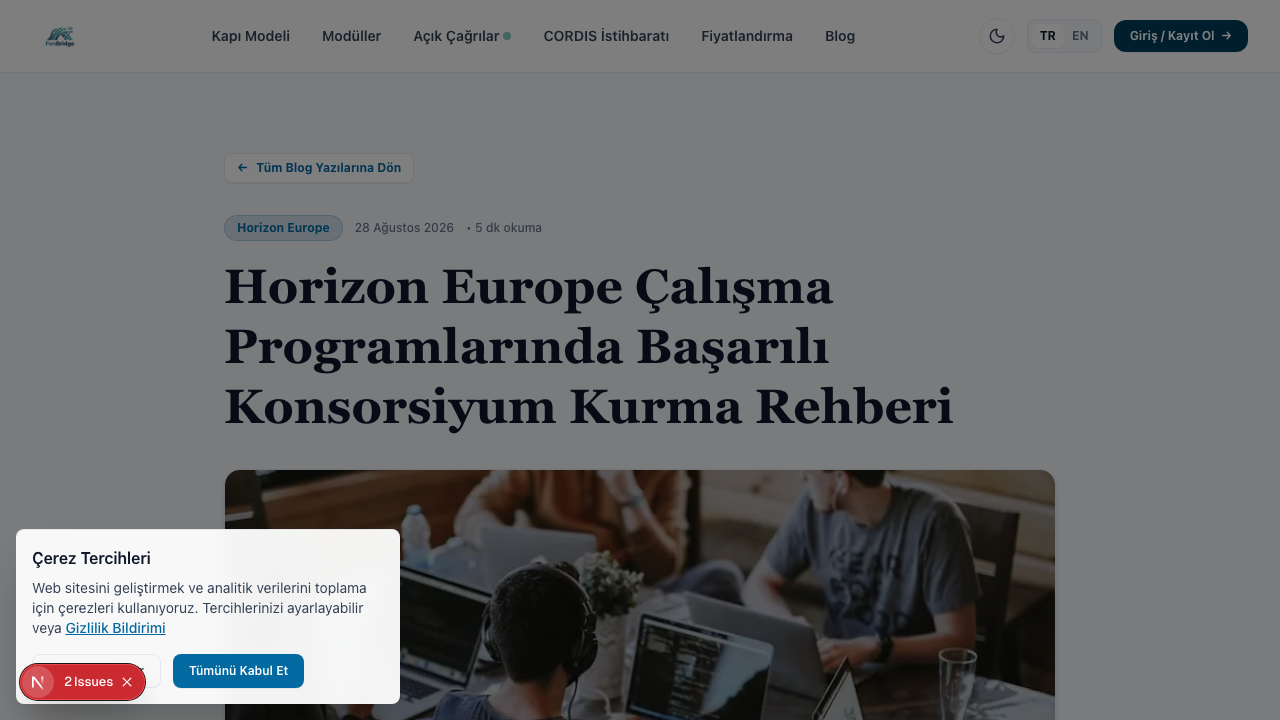 FonBridge
Kapı Modeli
Modüller
Açık Çağrılar
CORDIS İstihbaratı
Fiyatlandırma
Blog
TR
EN
Giriş / Kayıt Ol →
← Tüm Blog Yazılarına Dön
Horizon Europe
28 Ağustos 2026
• 5 dk okuma
Horizon Europe Çalışma
Programlarında Başarılı
Konsorsiyum Kurma Rehberi
Çerez Tercihleri
Web sitesini geliştirmek ve analitik verilerini toplama
için çerezleri kullanıyoruz. Tercihlerinizi ayarlayabilir
veya Gizlilik Bildirimi
Tümünü Kabul Et
N
2 Issues